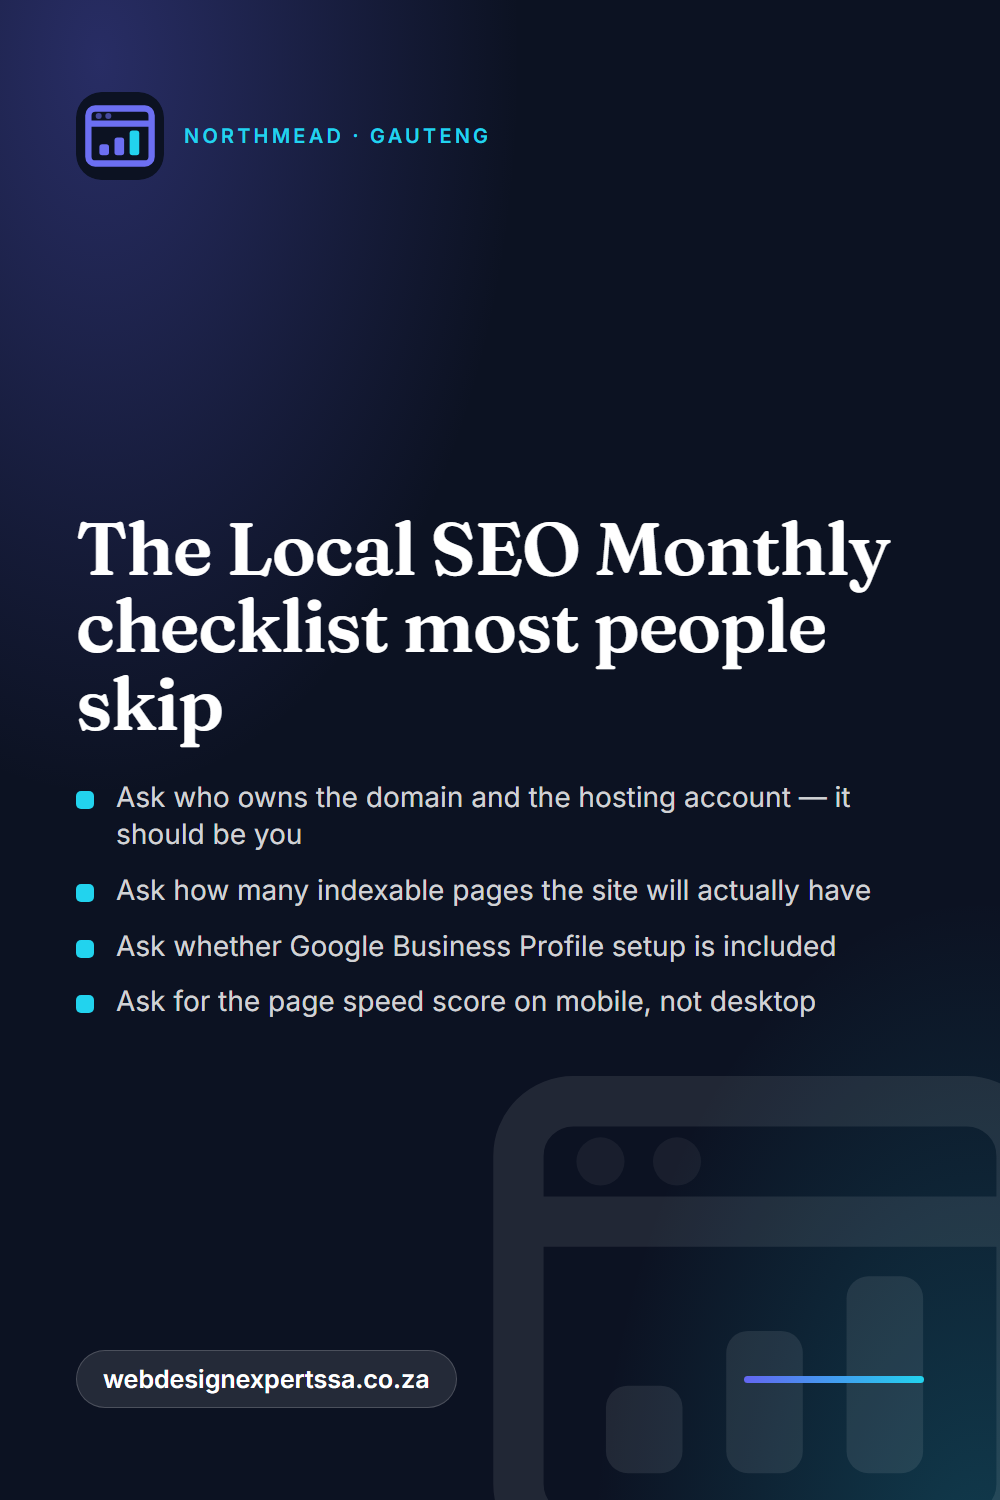 NORTHMEAD · GAUTENG
The Local SEO Monthly
checklist most people
skip
Ask who owns the domain and the hosting account — it
should be you
Ask how many indexable pages the site will actually have
Ask whether Google Business Profile setup is included
Ask for the page speed score on mobile, not desktop
webdesignexpertssa.co.za